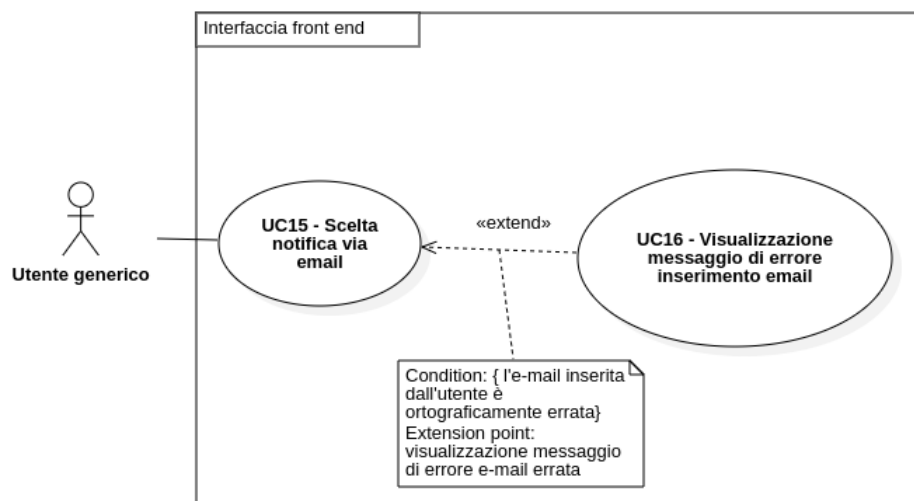 Interfaccia front end
UC15 - Scelta
notifica via
email
«extend»
UC16 - Visualizzazione
messaggio di errore
inserimento email
Utente generico
Condition: { l'e-mail inserita
dall'utente è
ortograficamente errata}
Extension point:
visualizzazione messaggio
di errore e-mail errata